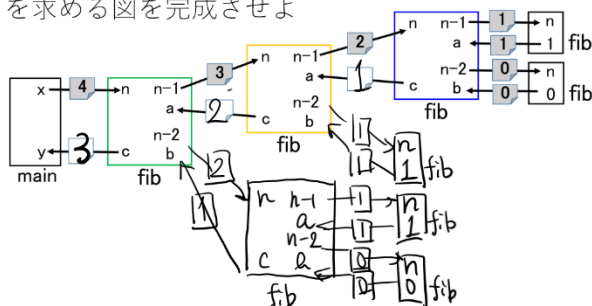 を求める図を完成させよ
n n-1 1 n
2 a 1 1 fib
n n-1 1 n-2 0 n
3 a c b 0 0 fib
x 4 n n-1 2 c n-2 fib
a b
y 3 c n-2 fib 1 n
b 1 1 fib
main fib 2
1 n n-1 1 n
a 1 1 fib
n-2 0 n
c b 0 0 fib
fib